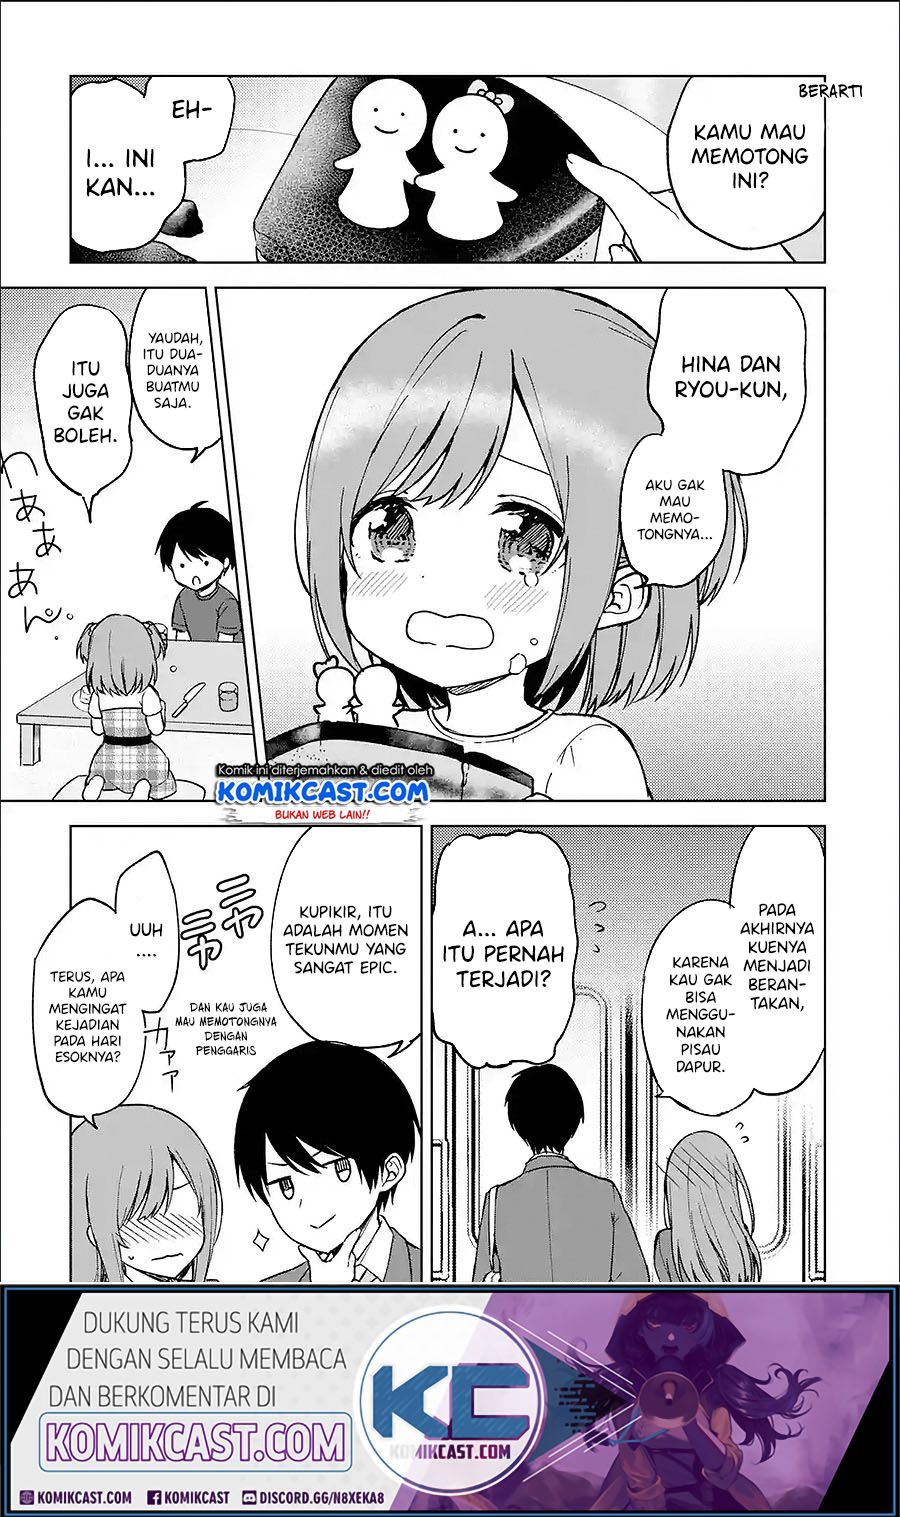 BERARTI
KAMU MAU
MEMOTONG
INI?
EH-
I... INI
KAN...
HINA DAN
RYOU-KUN,
AKU GAK
MAU
MEMO-
TONGNYA...
YAUDAH,
ITU DUA-
DUANYA
BUATMU
SAJA.
ITU
JUGA
GAK
BOLEH.
わあぁあん
Komik ini diterjemahkan & diedit oleh
KOMIKCAST.COM
BUKAN WEB LAIN!!
PADA
AKHIRNYA
KUENYA
MENJADI
BERAN-
TAKAN,
KARENA
KAU GAK
BISA
MENGGU-
NAKAN
PISAU
DAPUR.
A... APA
ITU PERNAH
TERJADI?
KUPIKIR, ITU
ADALAH MOMEN
TEKUNMU YANG
SANGAT EPIC.
DAN KAU JUGA
MAU MEMOTONGNYA
DENGAN
PENGGARIS
ニヤニヤ
UUH
....
TERUS, APA
KAMU
MENGINGAT
KEJADIAN
PADA HARI
ESOKNYA?
カァァァ
DUKUNG TERUS KAMI
DENGAN SELALU MEMBACA
DAN BERKOMENTAR DI
KOMIKCAST.COM
KOMIKCAST.COM KOMIKCAST DISCORD.GG/N8XEKA8
KC
KOMIKCAST.COM